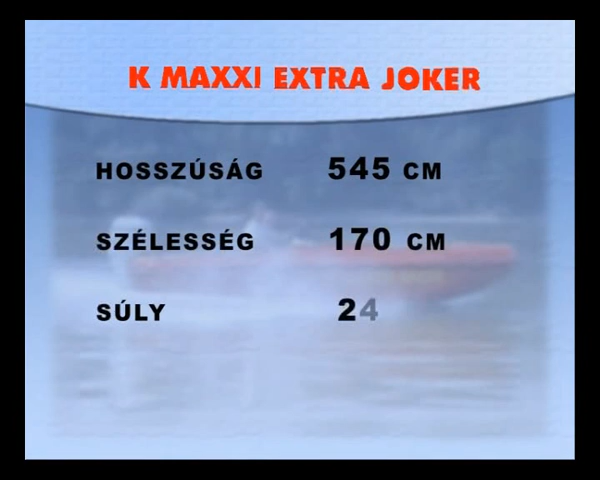 K MAXXI EXTRA JOKER
HOSSZÚSÁG 545 CM
SZÉLESSÉG 170 CM
SÚLY 24